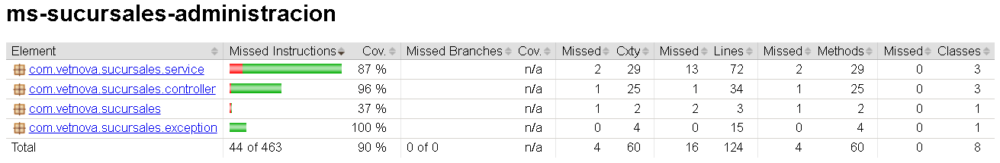 ms-sucursales-administracion
Element Missed Instructions Cov. Missed Branches Cov. Missed Cxty Missed Lines Missed Methods Missed Classes
com.vetnova.sucursales.service 87 % n/a 2 29 13 72 2 29 0 3
com.vetnova.sucursales.controller 96 % n/a 1 25 1 34 1 25 0 3
com.vetnova.sucursales 37 % n/a 1 2 2 3 1 2 0 1
com.vetnova.sucursales.exception 100 % n/a 0 4 0 15 0 4 0 1
Total 44 of 463 90 % 0 of 0 n/a 4 60 16 124 4 60 0 8